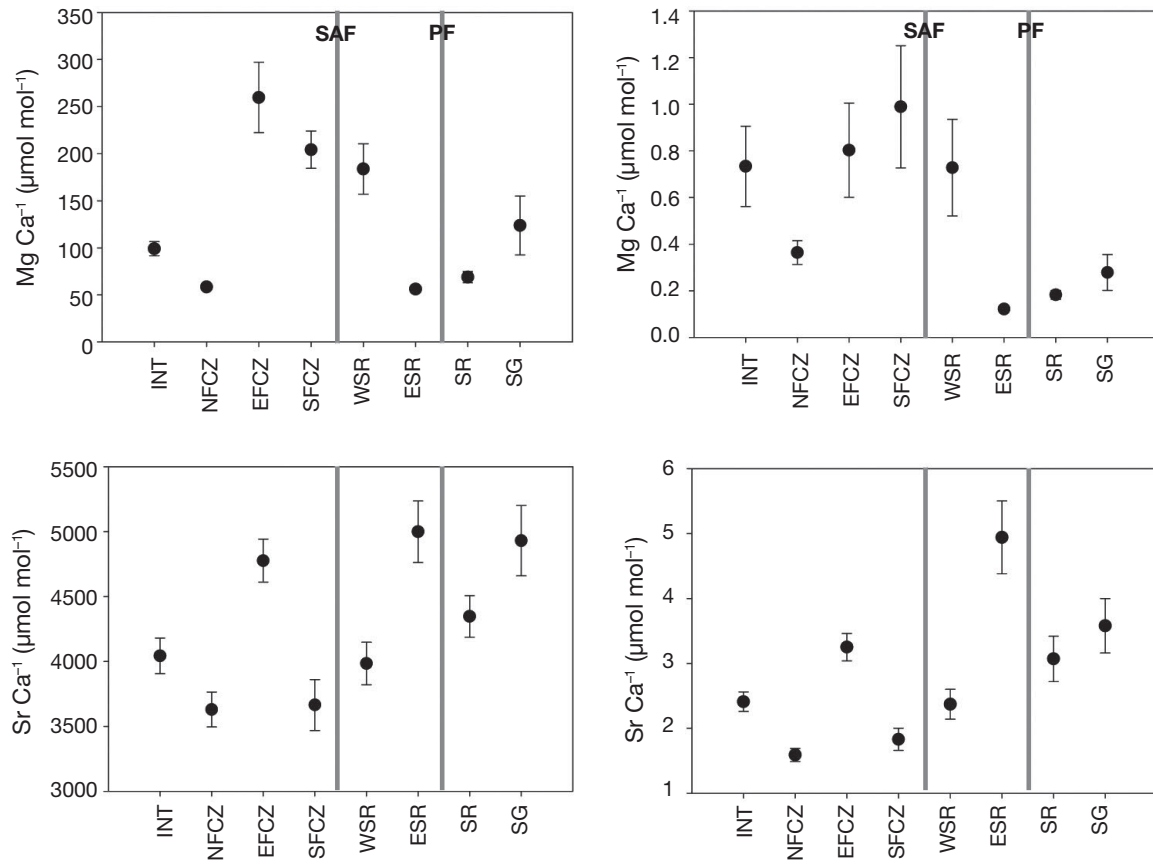 350
300
250
200
150
100
50
0
Mg Ca⁻¹ (µmol mol⁻¹)
SAF PF
INT NFCZ EFCZ SFCZ WSR ESR SR SG
1.4
1.2
1.0
0.8
0.6
0.4
0.2
0.0
Mg Ca⁻¹ (µmol mol⁻¹)
SAF PF
INT NFCZ EFCZ SFCZ WSR ESR SR SG
5500
5000
4500
4000
3500
3000
Sr Ca⁻¹ (µmol mol⁻¹)
INT NFCZ EFCZ SFCZ WSR ESR SR SG
6
5
4
3
2
1
Sr Ca⁻¹ (µmol mol⁻¹)
INT NFCZ EFCZ SFCZ WSR ESR SR SG